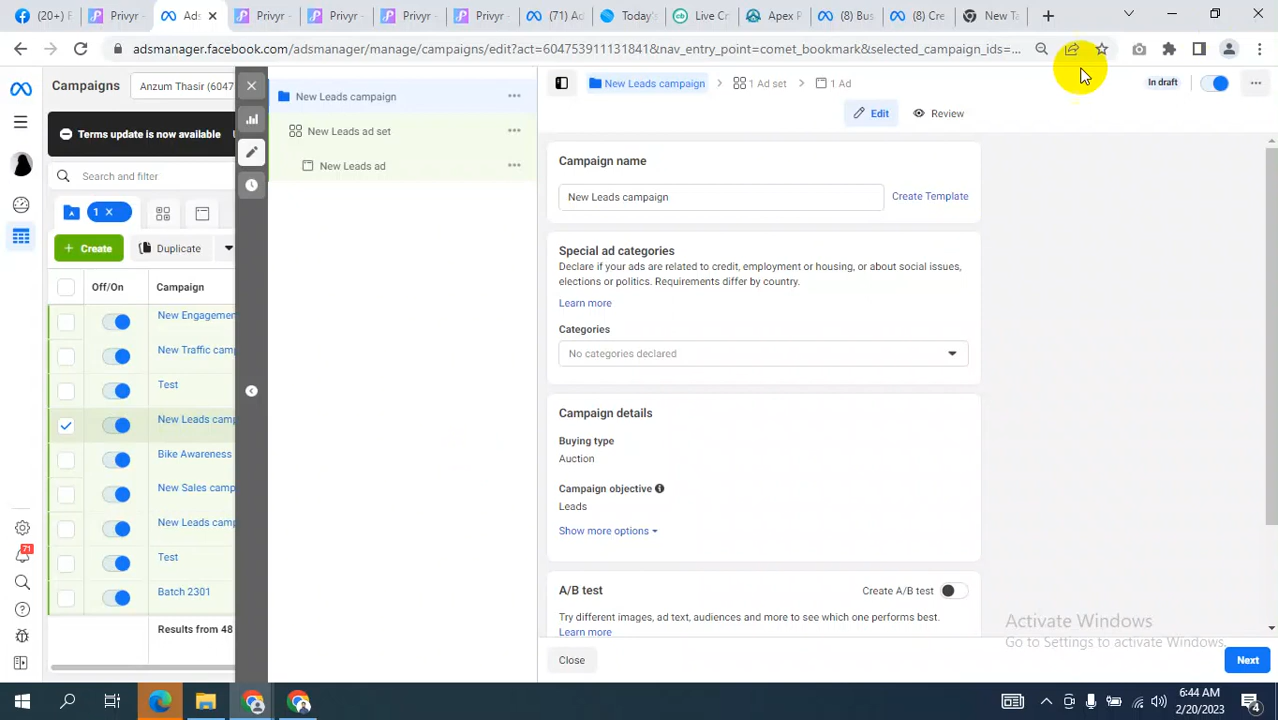 (20+) F
Privyr -
Ads
Privyr -
Privyr -
Privyr -
Privyr -
(71) Ad
Today's
Live Cr
Apex P
(8) Bus
(8) Cre
New Ta
adsmanager.facebook.com/adsmanager/manage/campaigns/edit?act=604753911131841&nav_entry_point=comet_bookmark&selected_campaign_ids=...
Campaigns
Anzum Thasir (6047
Terms update is now available
Search and filter
1
Create
Duplicate
Off/On
Campaign
New Engagemen
New Traffic camp
Test
New Leads camp
Bike Awareness
New Sales camp
New Leads camp
Test
Batch 2301
Results from 48
71
New Leads campaign
New Leads ad set
New Leads ad
New Leads campaign
1 Ad set
1 Ad
In draft
Edit
Review
Campaign name
New Leads campaign
Create Template
Special ad categories
Declare if your ads are related to credit, employment or housing, or about social issues,
elections or politics. Requirements differ by country.
Learn more
Categories
No categories declared
Campaign details
Buying type
Auction
Campaign objective
Leads
Show more options
A/B test
Create A/B test
Try different images, ad text, audiences and more to see which one performs best.
Learn more
Activate Windows
Go to Settings to activate Windows.
Close
Next
6:44 AM
2/20/2023
4